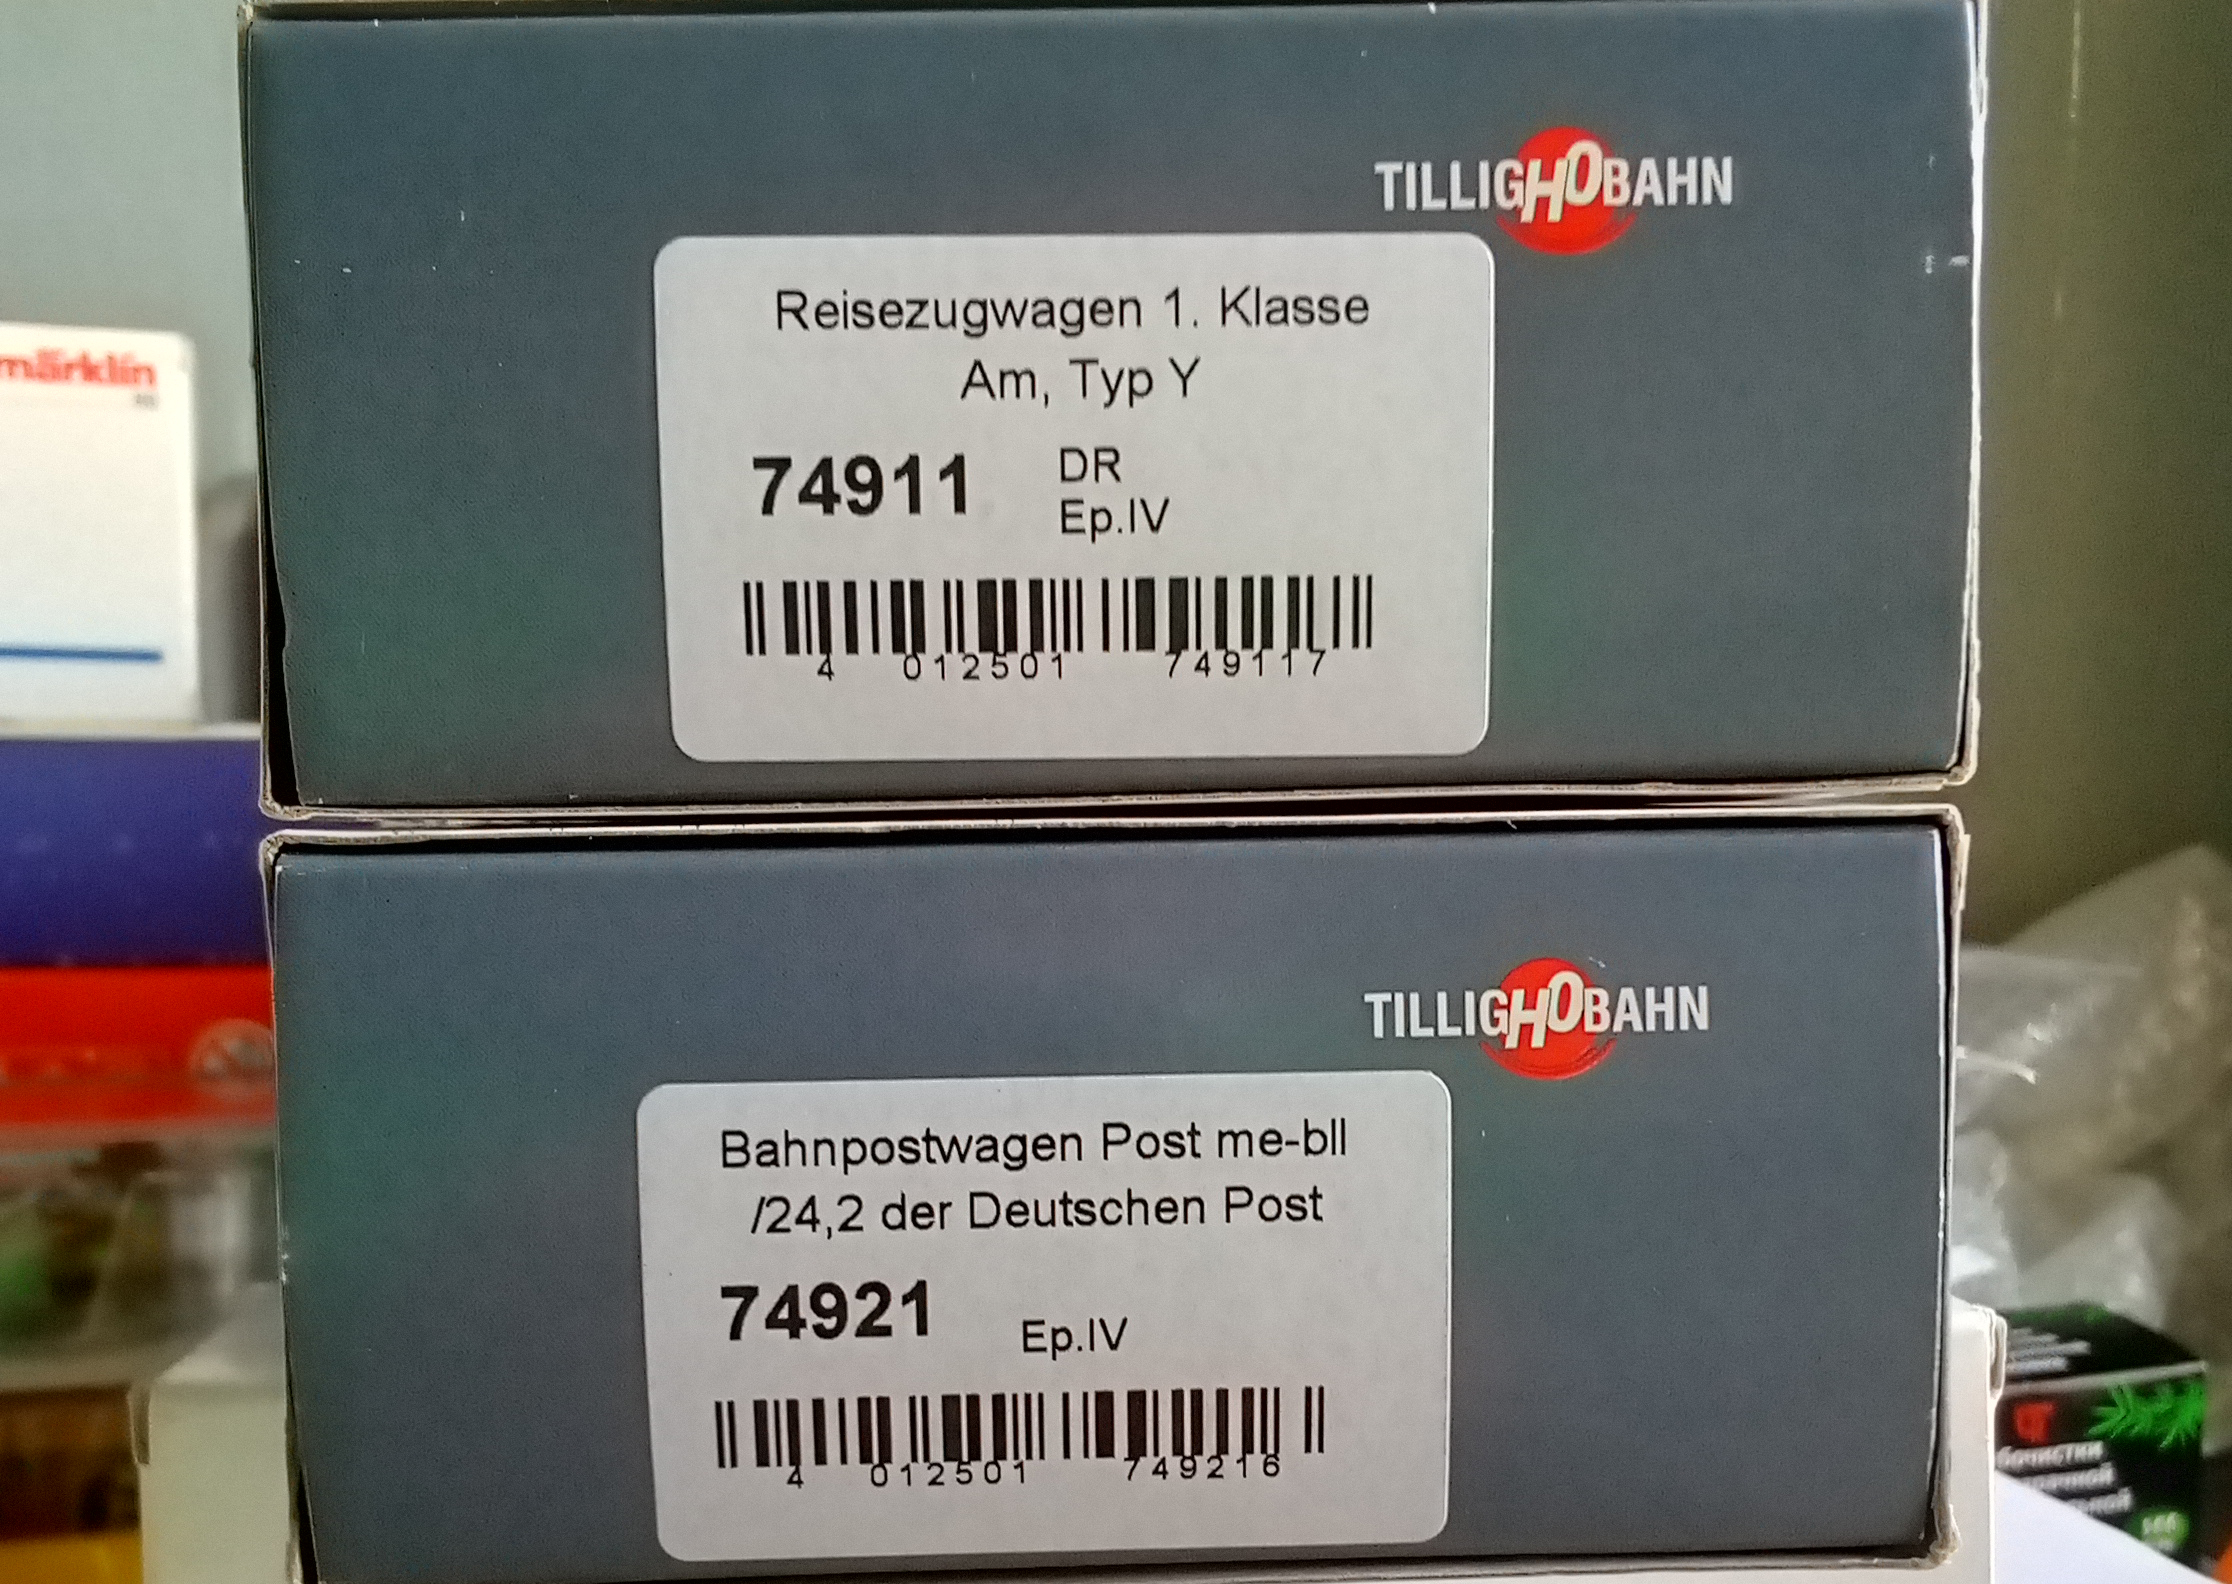 TILLIGH0BAHN
Reisezugwagen 1. Klasse
Am, Typ Y
74911
DR
Ep.IV
4 012501 749117
märklin
TILLIGH0BAHN
Bahnpostwagen Post me-bll
/24,2 der Deutschen Post
74921
Ep.IV
4 012501 749216